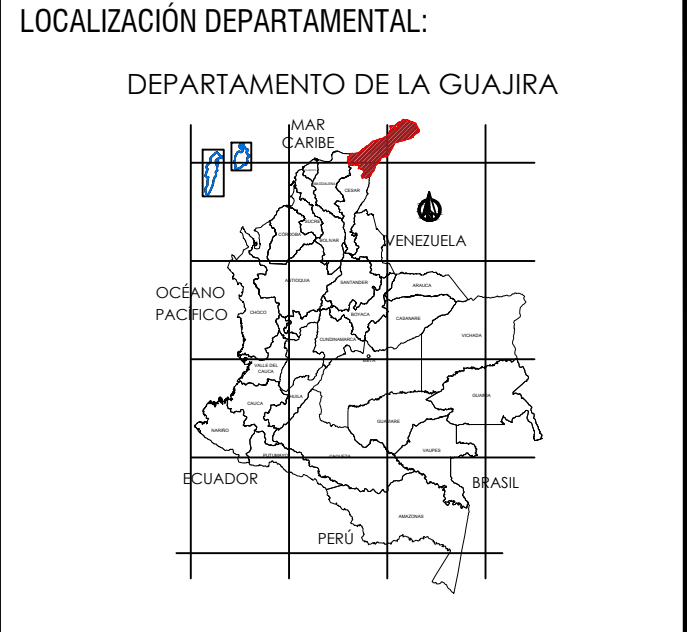 LOCALIZACIÓN DEPARTAMENTAL:
DEPARTAMENTO DE LA GUAJIRA
MAR
CARIBE
MAGDALENA
CESAR
SUCRE
CÓRDOBA
BOLIVAR
VENEZUELA
ANTIOQUIA
SANTANDER
ARAUCA
OCÉANO
PACÍFICO
CHOCO
BOYACA
CASANARE
CUNDINAMARCA
VICHADA
META
VALLE DEL
CAUCA
CAUCA
HUILA
GUAINIA
NARIÑO
GUAVIARE
VAUPES
PUTUMAYO
CAQUETA
ECUADOR
BRASIL
AMAZONAS
PERÚ